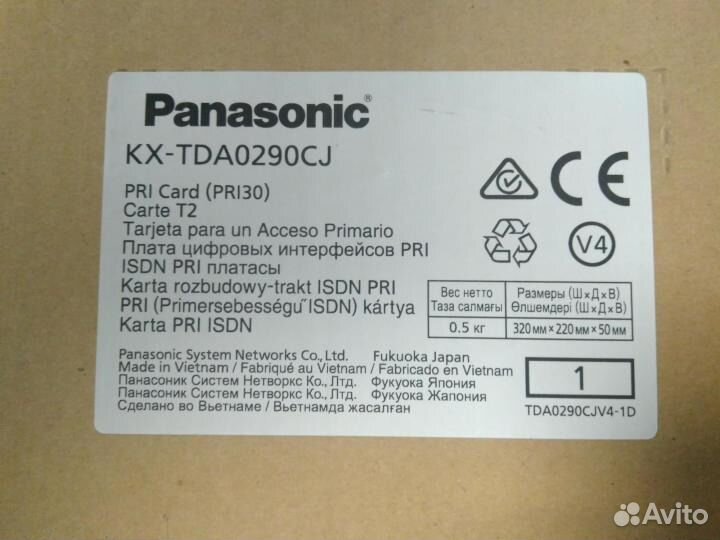 Panasonic®
KX-TDA0290CJ
PRI Card (PRI30)
Carte T2
Tarjeta para un Acceso Primario
Плата цифровых интерфейсов PRI
ISDN PRI платасы
Karta rozbudowy-trakt ISDN PRI
PRI (Primersebességű ISDN) kártya
Karta PRI ISDN
CE
V4
Вес нетто Размеры (Ш×Д×В)
Таза салмағы Өлшемдері (Ш×Д×В)
0.5 кг 320 мм × 220 мм × 50 мм
Panasonic System Networks Co., Ltd. Fukuoka Japan
Made in Vietnam / Fabriqué au Vietnam / Fabricado en Vietnam
Панасоник Систем Нетворкс Ко., Лтд. Фукуока Япония
Панасоник Систем Нетворкс Ко., Лтд. Фукуока Жапония
Сделано во Вьетнаме / Вьетнамда жасалған
1
TDA0290CJV4-1D
Avito